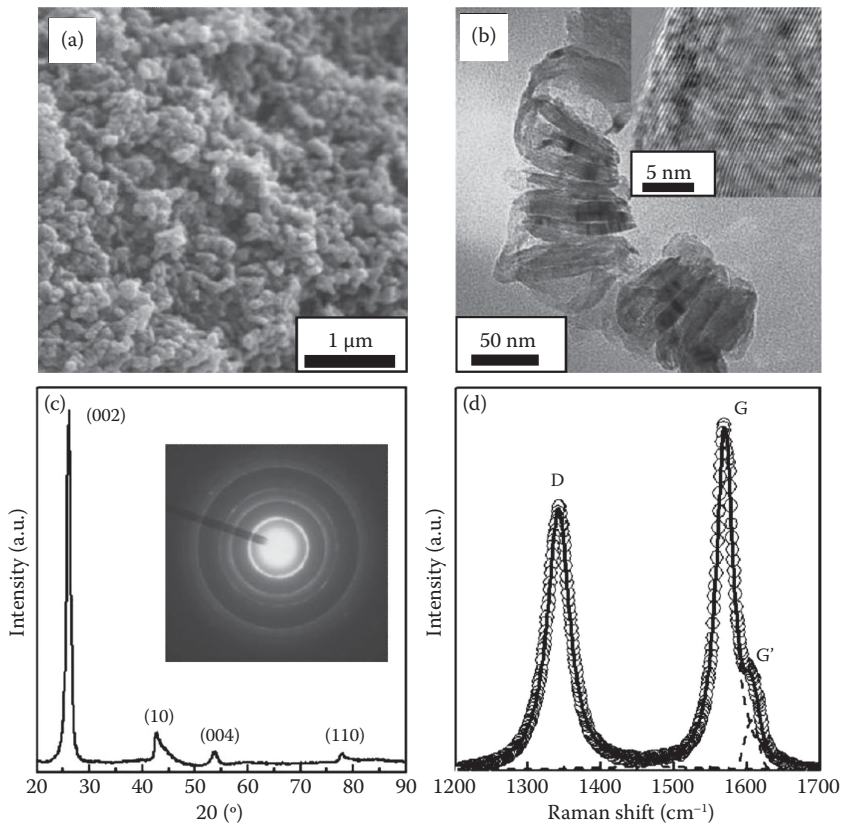 (a)
1 µm
(b)
5 nm
50 nm
(c)
(002)
(10)
(004)
(110)
Intensity (a.u.)
20 30 40 50 60 70 80 90
20 (º)
(d)
D
G
G’
Intensity (a.u.)
1200 1300 1400 1500 1600 1700
Raman shift (cm⁻¹)